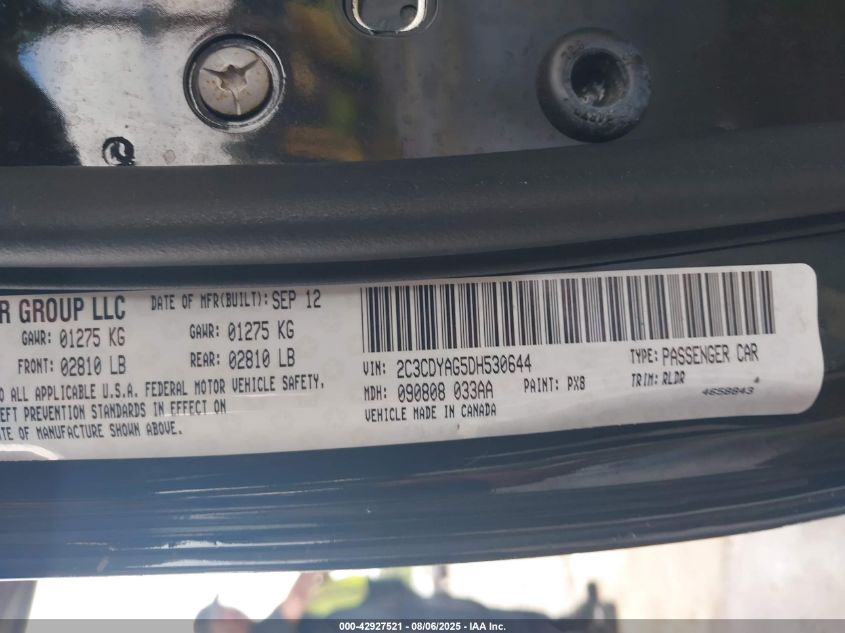 R GROUP LLC
DATE OF MFR(BUILT): SEP 12
GAWR: 01275 KG
GAWR: 01275 KG
FRONT: 02810 LB
REAR: 02810 LB
O ALL APPLICABLE U.S.A. FEDERAL MOTOR VEHICLE SAFETY,
EFT PREVENTION STANDARDS IN EFFECT ON
TE OF MANUFACTURE SHOWN ABOVE.
VIN: 2C3CDYAG5DH530644
TYPE: PASSENGER CAR
MDH: 090808 033AA
PAINT: PX8
TRIM: RLDR
VEHICLE MADE IN CANADA
4658843
000-42927521 - 08/06/2025 - IAA Inc.